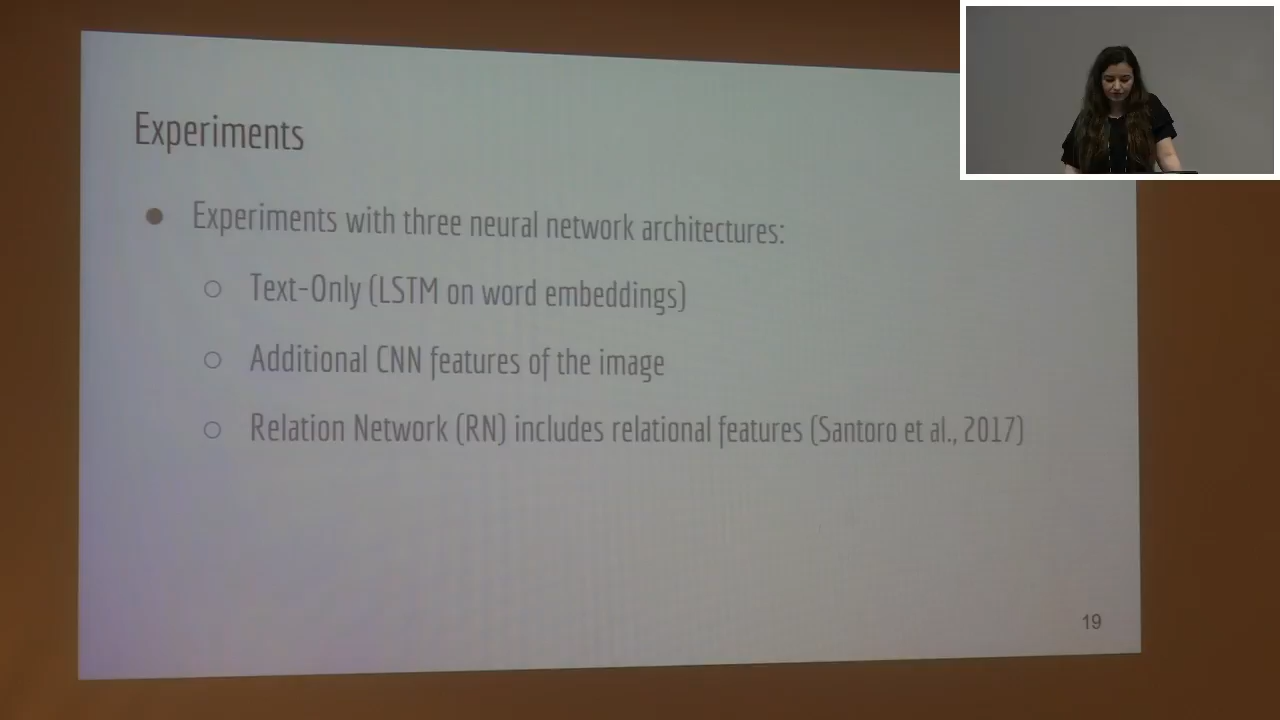 Experiments
● Experiments with three neural network architectures:
○ Text-Only (LSTM on word embeddings)
○ Additional CNN features of the image
○ Relation Network (RN) includes relational features (Santoro et al., 2017)
19